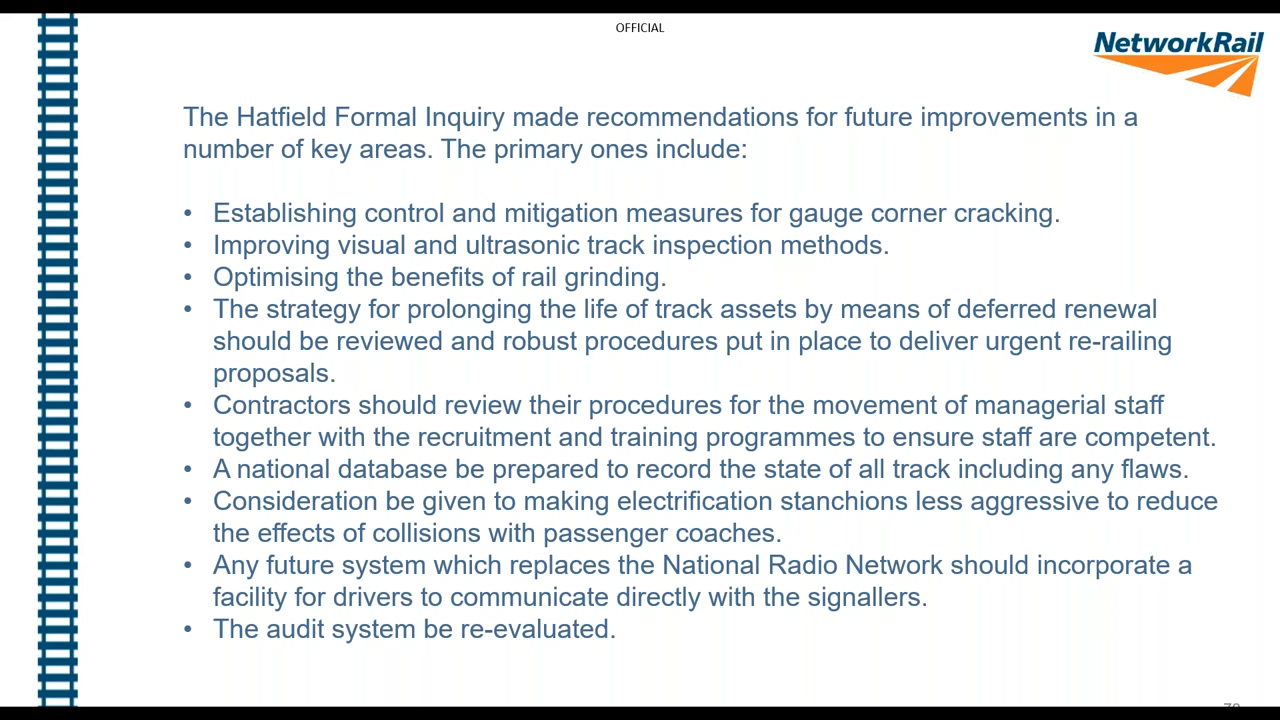 OFFICIAL
NetworkRail
The Hatfield Formal Inquiry made recommendations for future improvements in a
number of key areas. The primary ones include:
• Establishing control and mitigation measures for gauge corner cracking.
• Improving visual and ultrasonic track inspection methods.
• Optimising the benefits of rail grinding.
• The strategy for prolonging the life of track assets by means of deferred renewal
should be reviewed and robust procedures put in place to deliver urgent re-railing
proposals.
• Contractors should review their procedures for the movement of managerial staff
together with the recruitment and training programmes to ensure staff are competent.
• A national database be prepared to record the state of all track including any flaws.
• Consideration be given to making electrification stanchions less aggressive to reduce
the effects of collisions with passenger coaches.
• Any future system which replaces the National Radio Network should incorporate a
facility for drivers to communicate directly with the signallers.
• The audit system be re-evaluated.